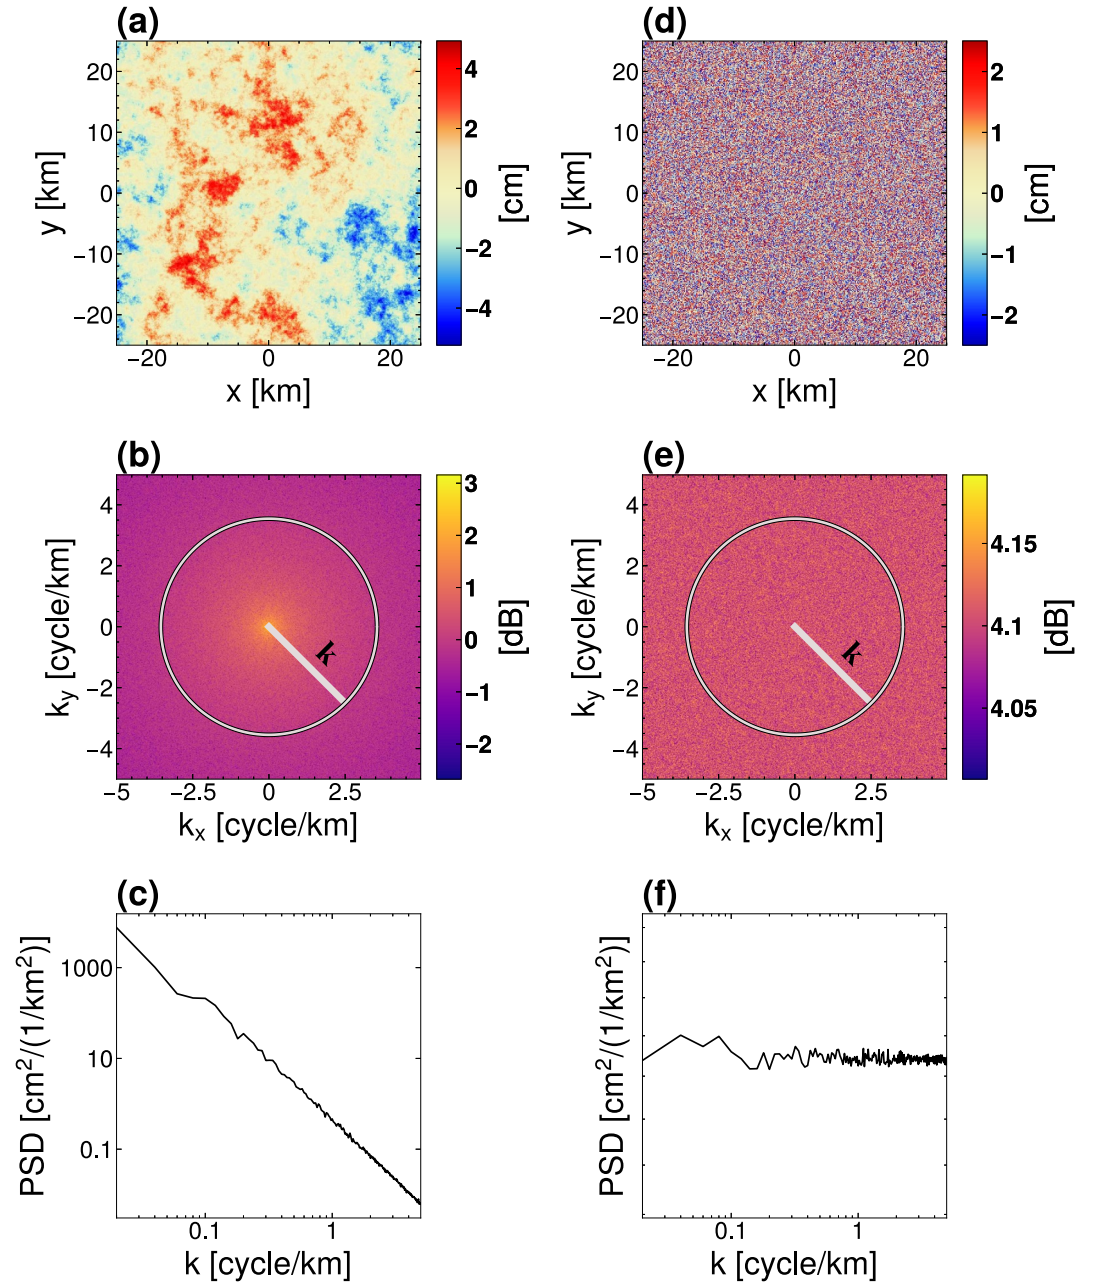 (a)
20
10
0
−10
−20
y [km]
−20
0
20
x [km]
4
2
0
−2
−4
[cm]
(d)
20
10
0
−10
−20
y [km]
−20
0
20
x [km]
2
1
0
−1
−2
[cm]
(b)
4
2
0
−2
−4
k_y [cycle/km]
−5
−2.5
0
2.5
k_x [cycle/km]
k
3
2
1
0
−1
−2
[dB]
(e)
4
2
0
−2
−4
k_y [cycle/km]
−5
−2.5
0
2.5
k_x [cycle/km]
k
4.15
4.10
4.05
[dB]
(c)
1000
10
0.1
PSD [cm²/(1/km²)]
0.1
1
k [cycle/km]
(f)
PSD [cm²/(1/km²)]
0.1
1
k [cycle/km]